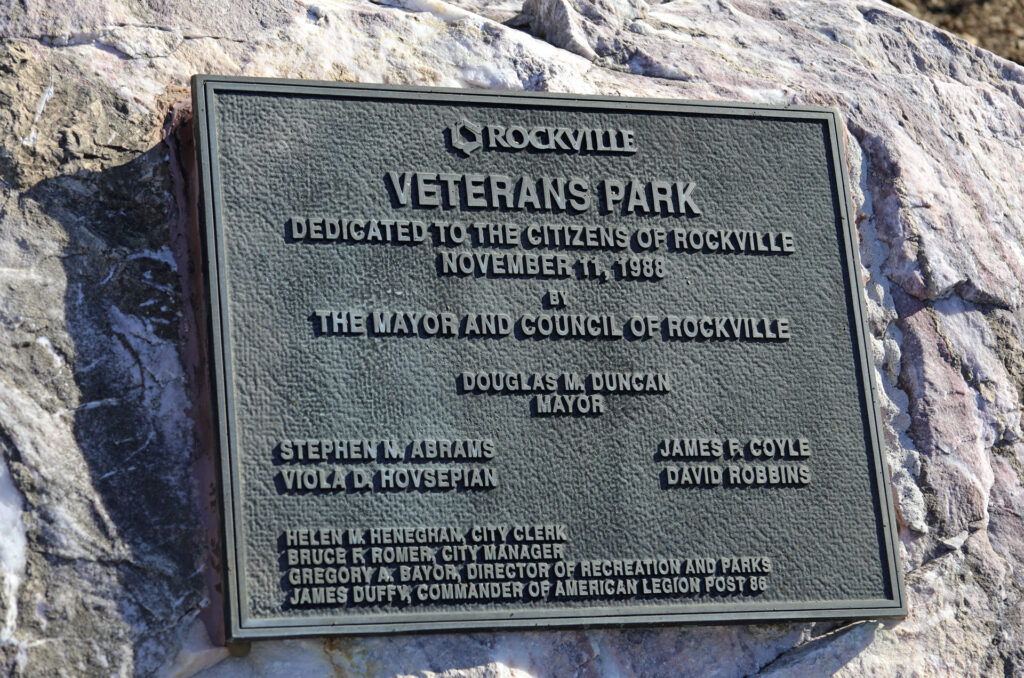 ROCKVILLE
VETERANS PARK
DEDICATED TO THE CITIZENS OF ROCKVILLE
NOVEMBER 11, 1988
BY
THE MAYOR AND COUNCIL OF ROCKVILLE
DOUGLAS M. DUNCAN
MAYOR
STEPHEN N. ABRAMS JAMES F. COYLE
VIOLA D. HOVSEPIAN DAVID ROBBINS
HELEN M. HENEGHAN, CITY CLERK
BRUCE F. ROMER, CITY MANAGER
GREGORY A. BAYOR, DIRECTOR OF RECREATION AND PARKS
JAMES DUFFY, COMMANDER OF AMERICAN LEGION POST 86